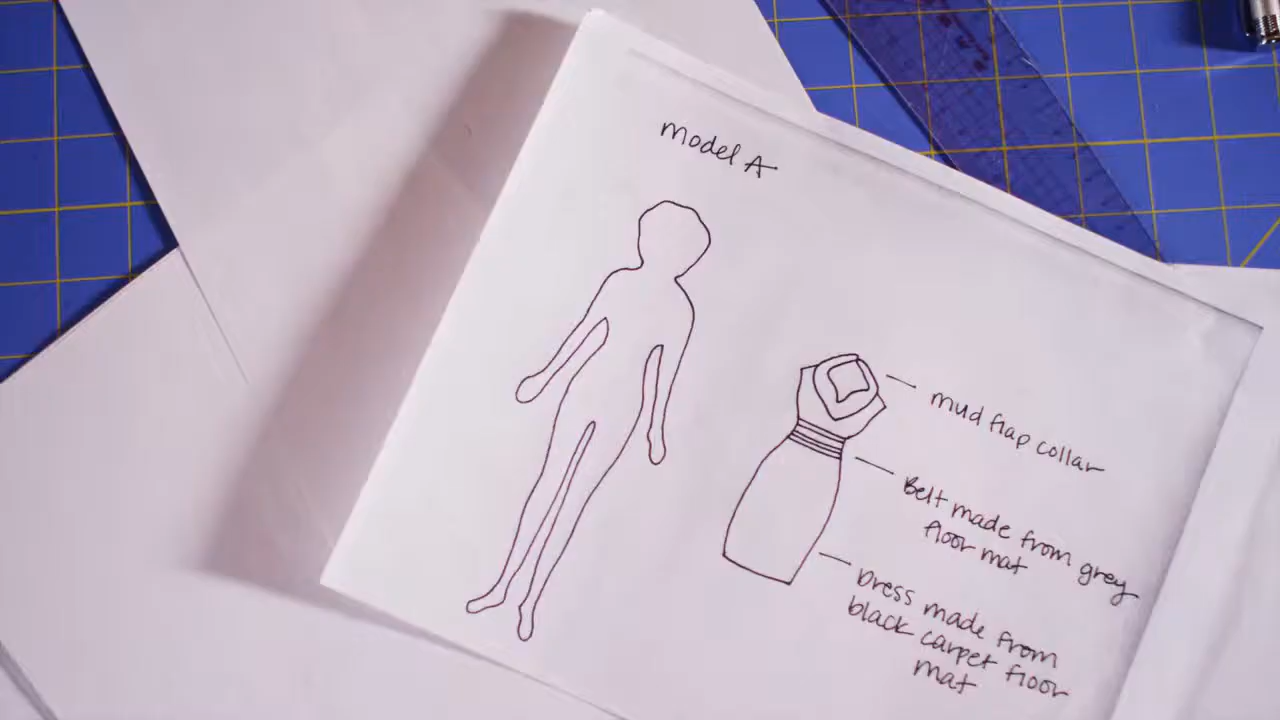 model A
mud flap collar
Belt made from grey
floor mat
Dress made from
black carpet floor
mat